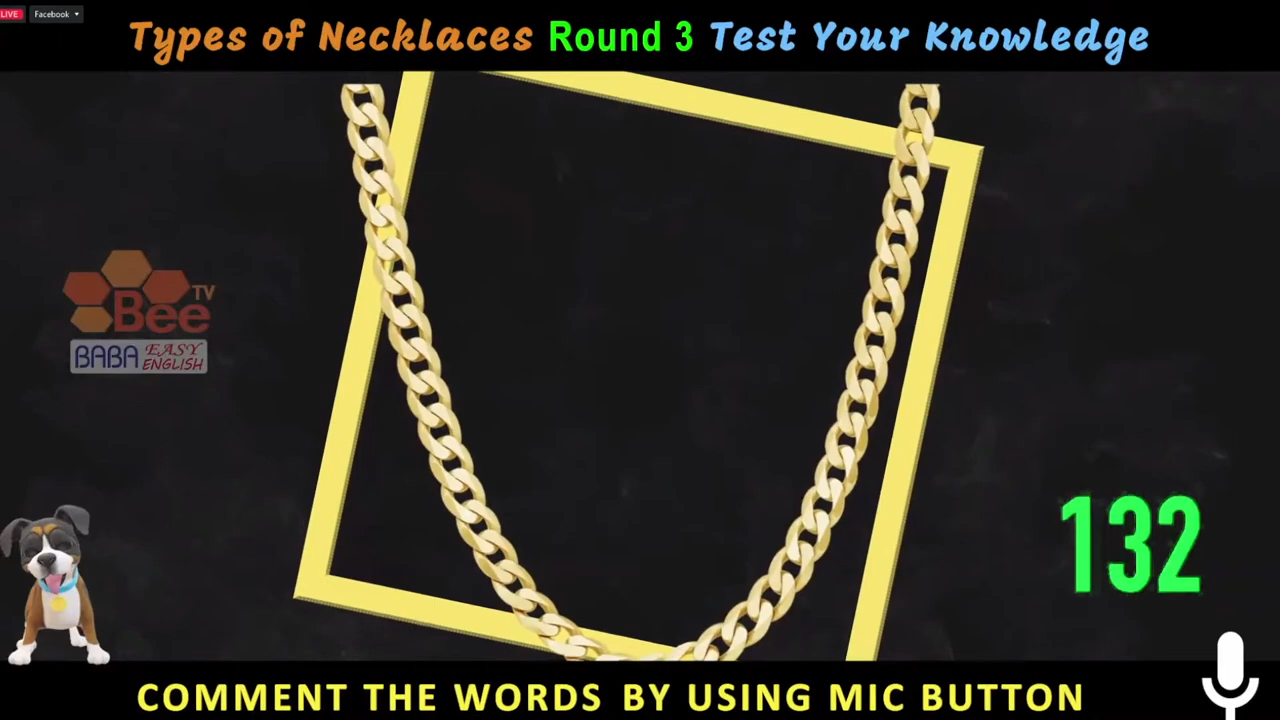 LIVE Facebook
Types of Necklaces Round 3 Test Your Knowledge
Bee TV
BABA EASY ENGLISH
132
COMMENT THE WORDS BY USING MIC BUTTON